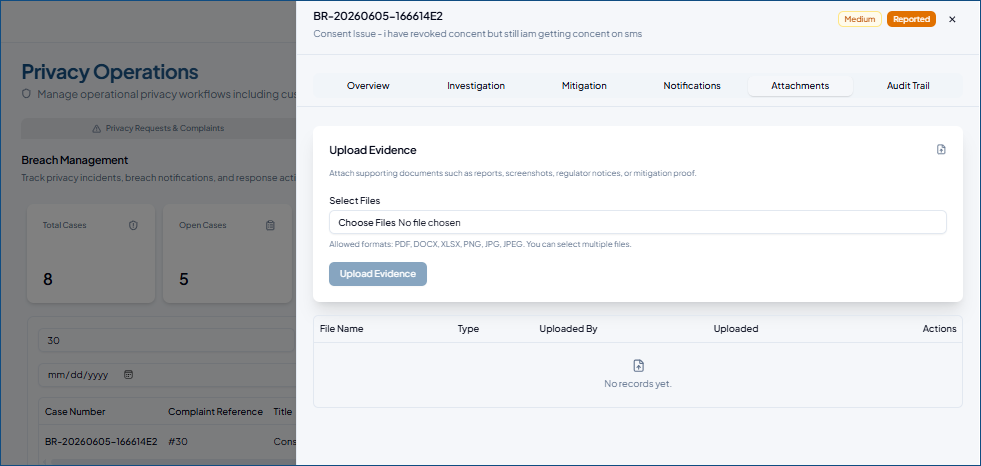 BR-20260605-166614E2
Medium
Reported
Consent Issue - i have revoked concent but still iam getting concent on sms
Privacy Operations
Manage operational privacy workflows including cus
Privacy Requests & Complaints
Breach Management
Track privacy incidents, breach notifications, and response acti
Total Cases
8
Open Cases
5
30
mm/dd/yyyy
Case Number Complaint Reference Title
BR-20260605-166614E2 #30 Cons
Overview Investigation Mitigation Notifications Attachments Audit Trail
Upload Evidence
Attach supporting documents such as reports, screenshots, regulator notices, or mitigation proof.
Select Files
Choose Files No file chosen
Allowed formats: PDF, DOCX, XLSX, PNG, JPG, JPEG. You can select multiple files.
Upload Evidence
File Name Type Uploaded By Uploaded Actions
No records yet.